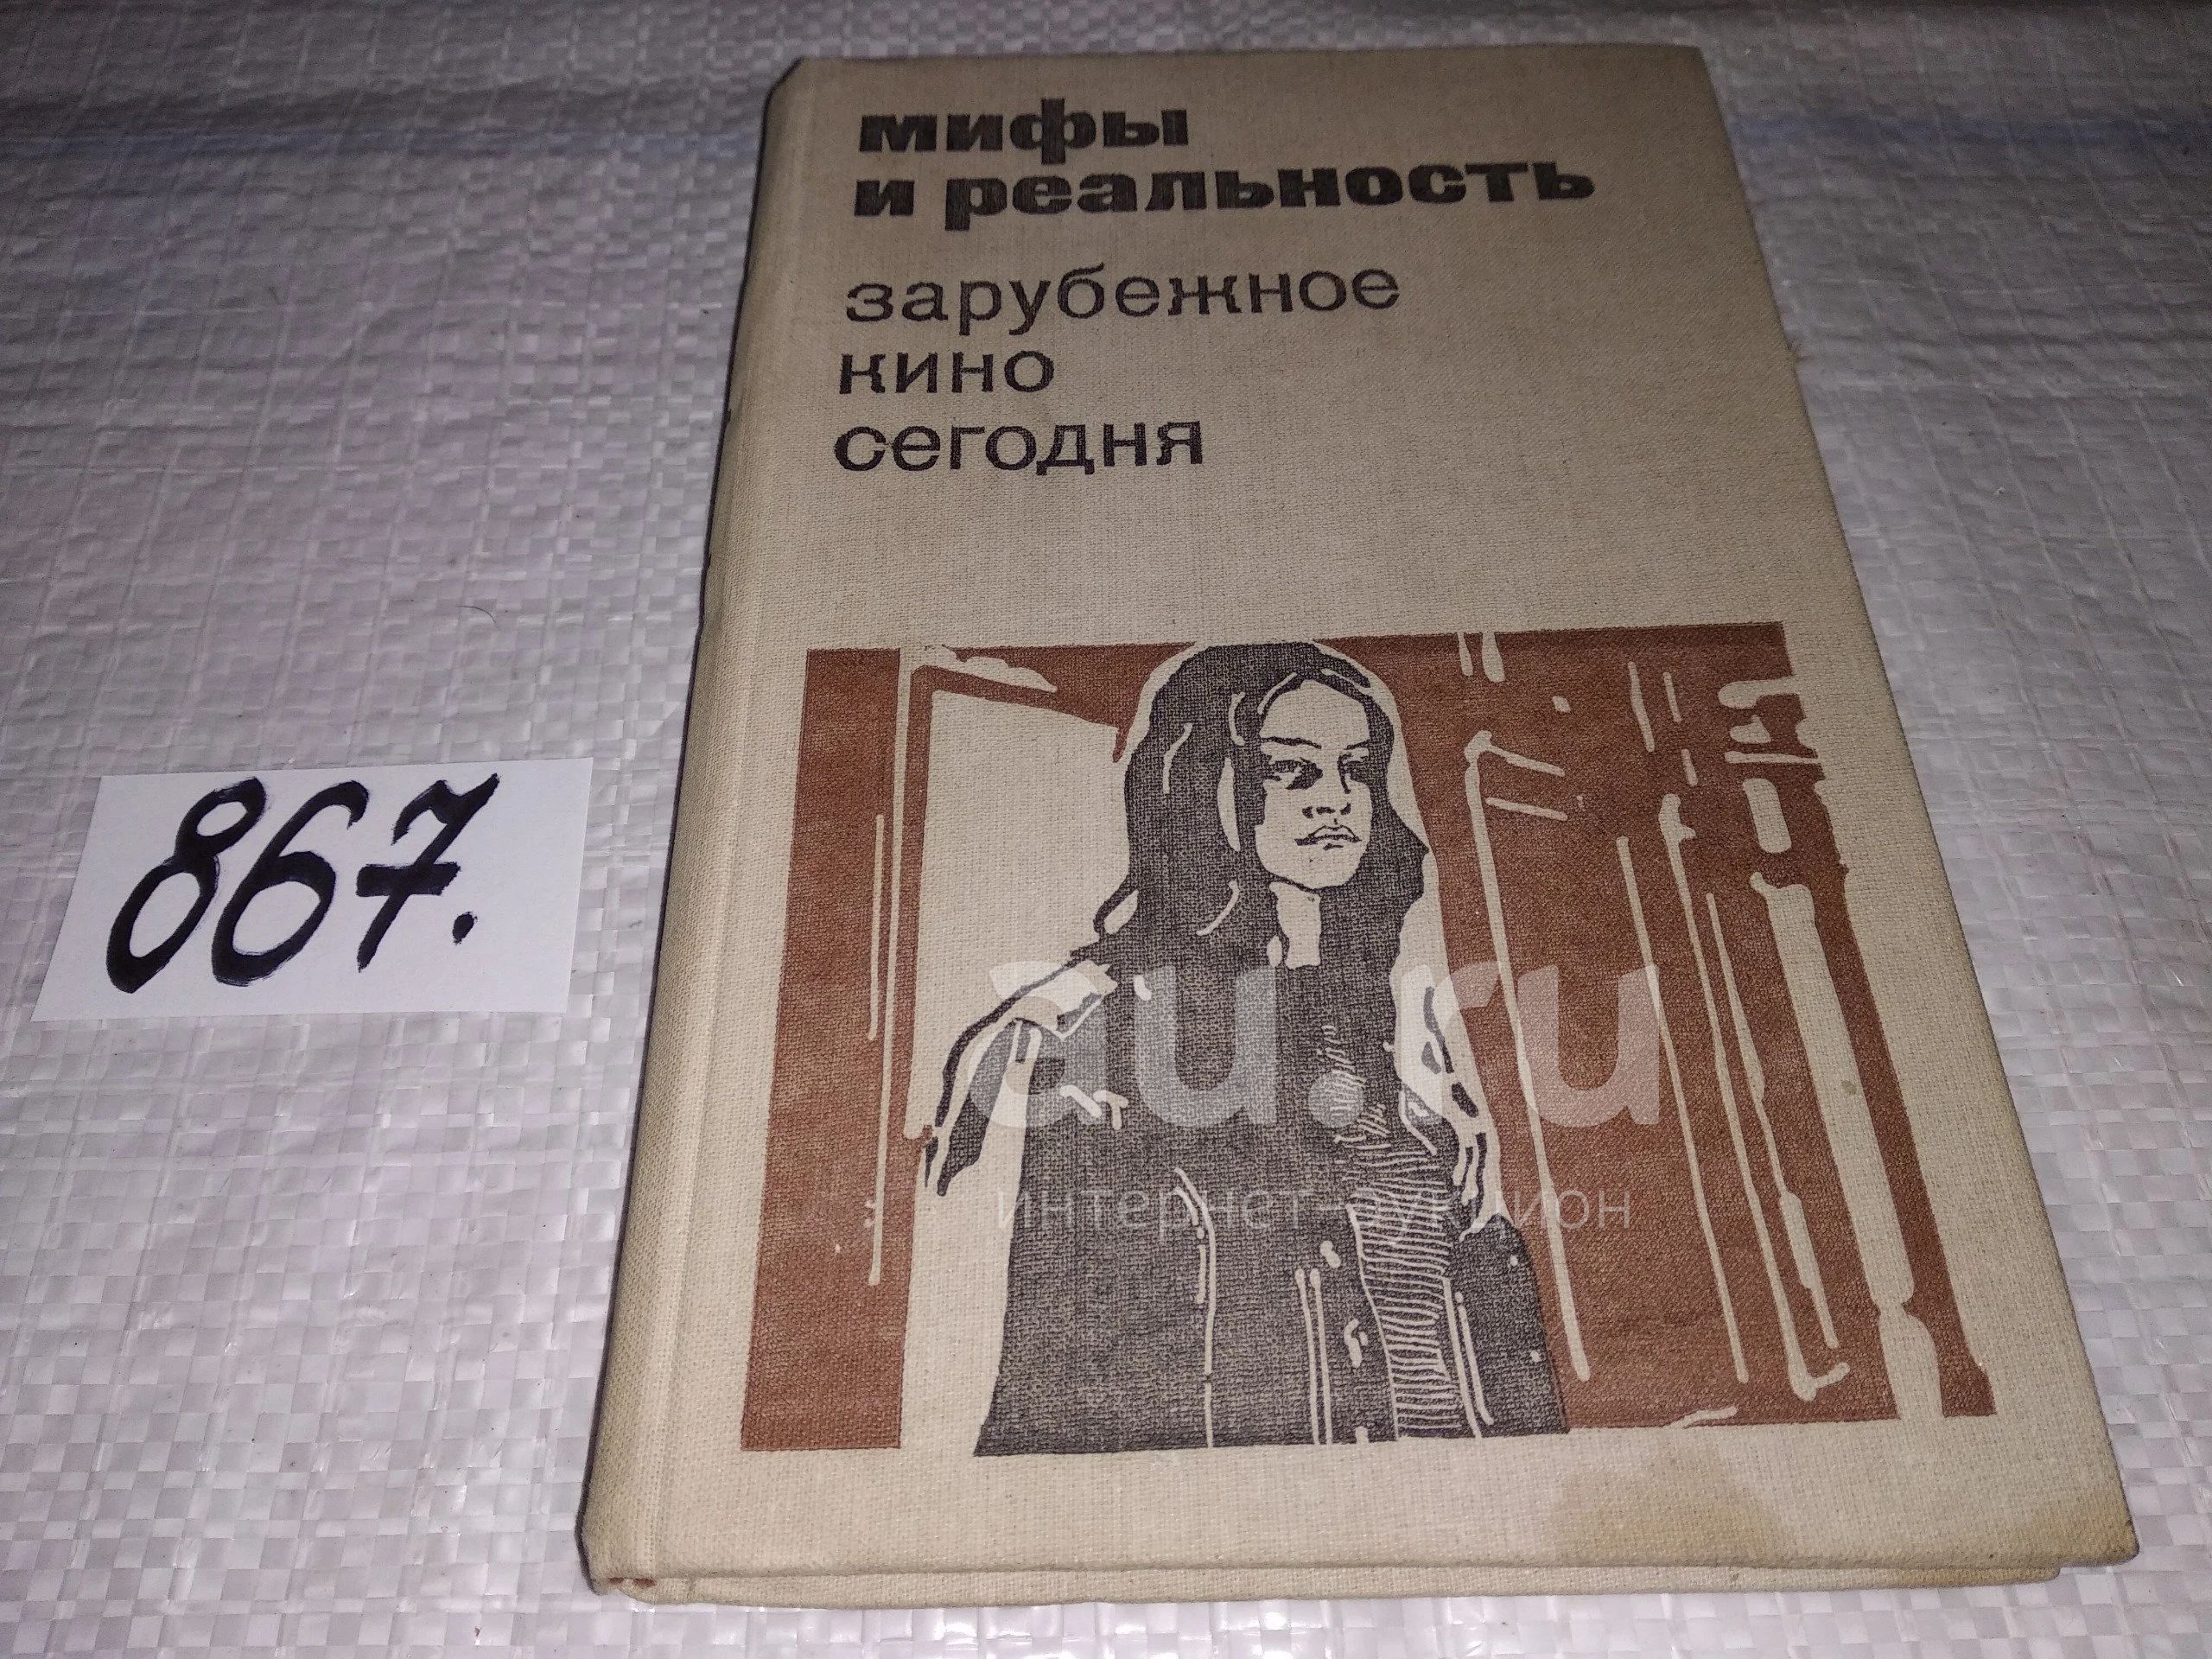 мифы
и реальность
зарубежное
кино
сегодня
867.
au.ru
интернет-аукцион